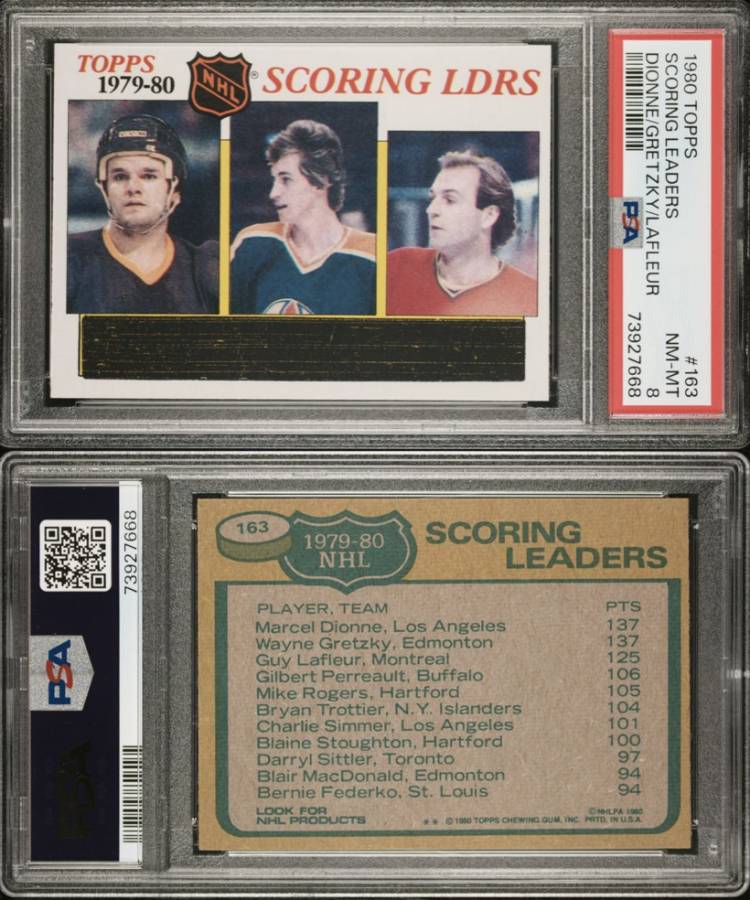 TOPPS
1979-80
NHL
®
SCORING LDRS
1980 TOPPS #163
SCORING LEADERS NM-MT
DIONNE/GRETZKY/LAFLEUR 8
PSA 73927668
73927668
PSA
PSA
163
1979-80
NHL
SCORING
LEADERS
PLAYER, TEAM PTS
Marcel Dionne, Los Angeles 137
Wayne Gretzky, Edmonton 137
Guy Lafleur, Montreal 125
Gilbert Perreault, Buffalo 106
Mike Rogers, Hartford 105
Bryan Trottier, N.Y. Islanders 104
Charlie Simmer, Los Angeles 101
Blaine Stoughton, Hartford 100
Darryl Sittler, Toronto 97
Blair MacDonald, Edmonton 94
Bernie Federko, St. Louis 94
LOOK FOR ©NHLPA 1980
NHL PRODUCTS ** ©1980 TOPPS CHEWING GUM, INC. PRTD. IN U.S.A.